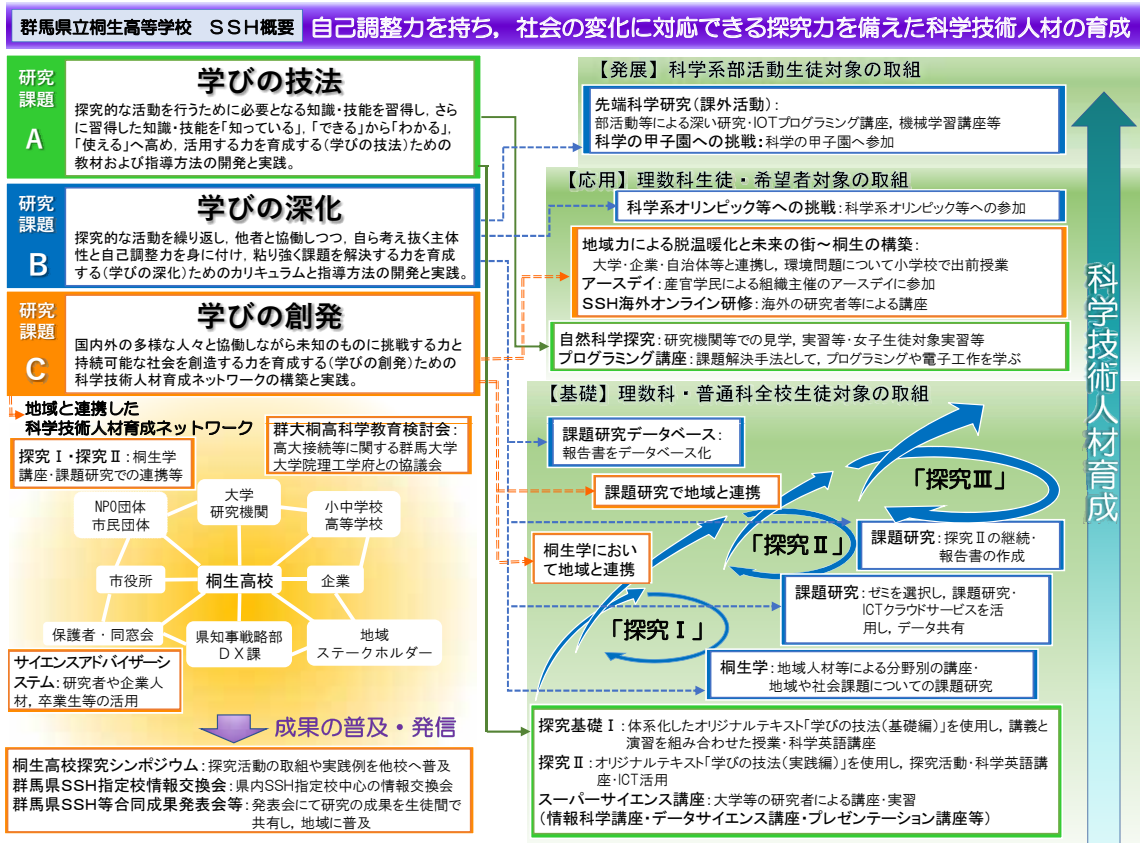 群馬県立桐生高等学校 SSH概要
自己調整力を持ち，社会の変化に対応できる探究力を備えた科学技術人材の育成
研究
課題
A
学びの技法
探究的な活動を行うために必要となる知識・技能を習得し，さら
に習得した知識・技能を「知っている」，「できる」から「わかる」，
「使える」へ高め，活用する力を育成する（学びの技法）ための
教材および指導方法の開発と実践。
研究
課題
B
学びの深化
探究的な活動を繰り返し，他者と協働しつつ，自ら考え抜く主体
性と自己調整力を身に付け，粘り強く課題を解決する力を育成
する（学びの深化）ためのカリキュラムと指導方法の開発と実践。
研究
課題
C
学びの創発
国内外の多様な人々と協働しながら未知のものに挑戦する力と
持続可能な社会を創造する力を育成する（学びの創発）ための
科学技術人材育成ネットワークの構築と実践。
地域と連携した
科学技術人材育成ネットワーク
探究Ⅰ・探究Ⅱ：桐生学
講座・課題研究での連携等
群大桐高科学教育検討会：
高大接続等に関する群馬大学
大学院理工学府との協議会
NPO団体
市民団体
大学
研究機関
小中学校
高等学校
市役所
桐生高校
企業
保護者・同窓会
県知事戦略部
ＤＸ課
地域
ステークホルダー
サイエンスアドバイザーシ
ステム：研究者や企業人
材，卒業生等の活用
成果の普及・発信
桐生高校探究シンポジウム：探究活動の取組や実践例を他校へ普及
群馬県SSH指定校情報交換会：県内SSH指定校中心の情報交換会
群馬県SSH等合同成果発表会等：発表会にて研究の成果を生徒間で
共有し，地域に普及
【発展】科学系部活動生徒対象の取組
先端科学研究（課外活動）：
部活動等による深い研究・IOTプログラミング講座，機械学習講座等
科学の甲子園への挑戦：科学の甲子園へ参加
【応用】理数科生徒・希望者対象の取組
科学系オリンピック等への挑戦：科学系オリンピック等への参加
地域力による脱温暖化と未来の街～桐生の構築：
大学・企業・自治体等と連携し，環境問題について小学校で出前授業
アースデイ：産官学民による組織主催のアースデイに参加
SSH海外オンライン研修：海外の研究者等による講座
自然科学探究：研究機関等での見学，実習等・女子生徒対象実習等
プログラミング講座：課題解決手法として，プログラミングや電子工作を学ぶ
【基礎】理数科・普通科全校生徒対象の取組
課題研究データベース：
報告書をデータベース化
課題研究で地域と連携
桐生学におい
て地域と連携
「探究Ⅲ」
「探究Ⅱ」
「探究Ⅰ」
課題研究：探究Ⅱの継続・
報告書の作成
課題研究：ゼミを選択し，課題研究・
ICTクラウドサービスを活
用し，データ共有
桐生学：地域人材等による分野別の講座・
地域や社会課題についての課題研究
探究基礎Ⅰ：体系化したオリジナルテキスト「学びの技法（基礎編）」を使用し，講義と
演習を組み合わせた授業・科学英語講座
探究Ⅱ：オリジナルテキスト「学びの技法（実践編）」を使用し，探究活動・科学英語講
座・ICT活用
スーパーサイエンス講座：大学等の研究者による講座・実習
（情報科学講座・データサイエンス講座・プレゼンテーション講座等）
科学技術人材育成